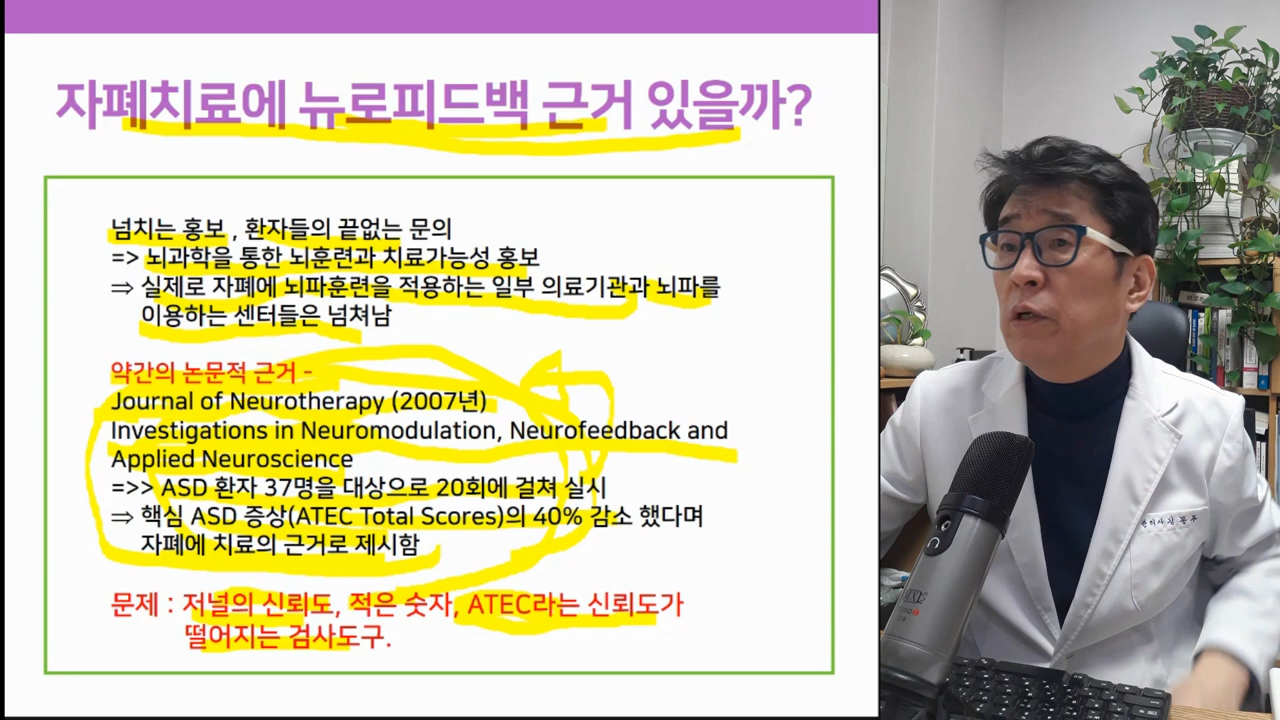 자폐치료에 뉴로피드백 근거 있을까?
넘치는 홍보 , 환자들의 끝없는 문의
=> 뇌과학을 통한 뇌훈련과 치료가능성 홍보
⇒ 실제로 자폐에 뇌파훈련을 적용하는 일부 의료기관과 뇌파를
이용하는 센터들은 넘쳐남
약간의 논문적 근거 -
Journal of Neurotherapy (2007년)
Investigations in Neuromodulation, Neurofeedback and
Applied Neuroscience
=>> ASD 환자 37명을 대상으로 20회에 걸쳐 실시
⇒ 핵심 ASD 증상(ATEC Total Scores)의 40% 감소 했다며
자폐에 치료의 근거로 제시함
문제 : 저널의 신뢰도, 적은 숫자, ATEC라는 신뢰도가
떨어지는 검사도구.